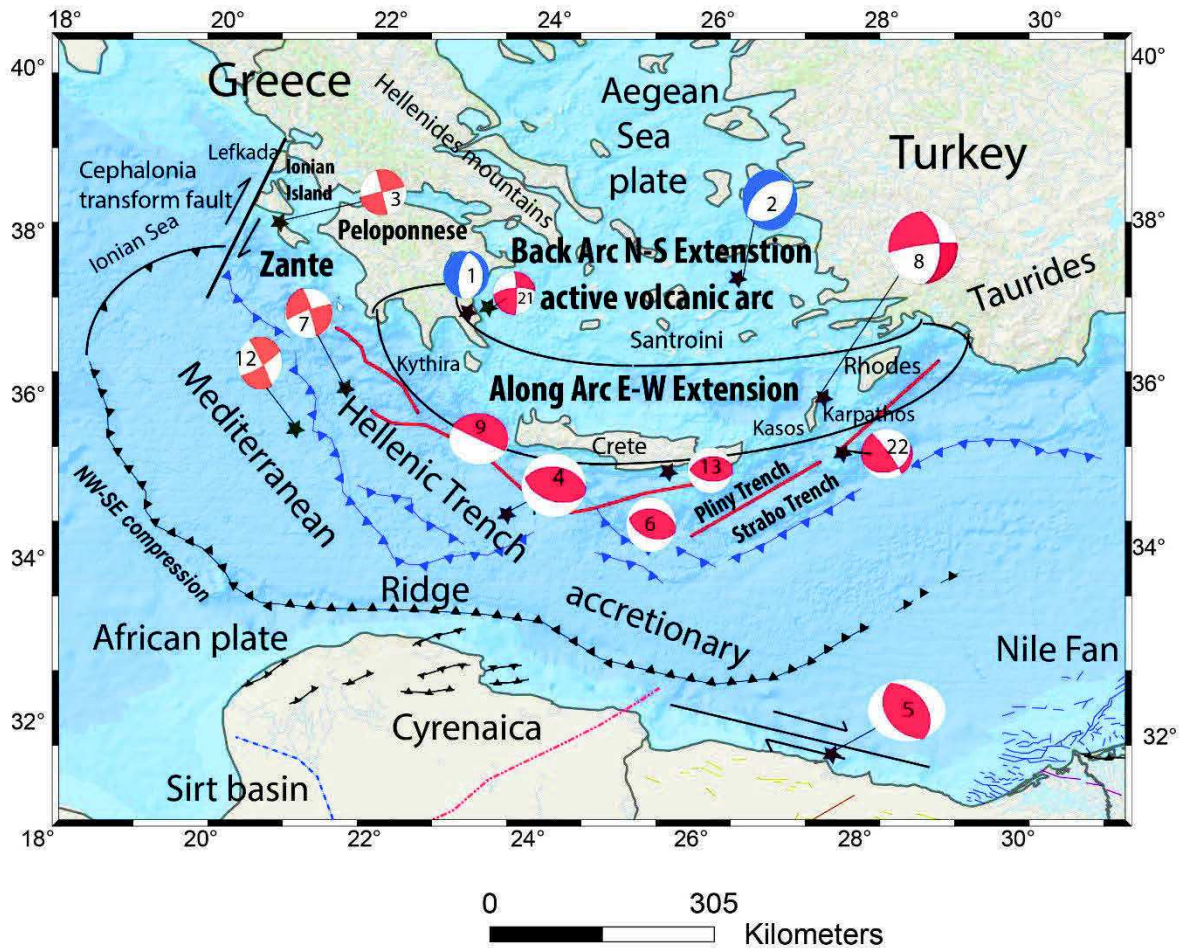 18° 20° 22° 24° 26° 28° 30°
40° 40°
Greece
Hellenides mountains
Aegean
Sea
plate
Turkey
Lefkada
Cephalonia
transform fault
Ionian
Island
3
2
38° 38°
Ionian Sea
Peloponnese
Back Arc N-S Extenstion
8
Zante
1
21
active volcanic arc
Taurides
7
Santroini
12
Kythira
36° 36°
Rhodes
Along Arc E-W Extension
Mediterranean
Hellenic Trench
Kasos
Karpathos
9
Crete
22
4
13
Pliny Trench
Strabo Trench
6
NW-SE compression
34° 34°
Ridge
accretionary
African plate
Nile Fan
32° 32°
Cyrenaica
5
Sirt basin
18° 20° 22° 24° 26° 28° 30°
0 305
Kilometers